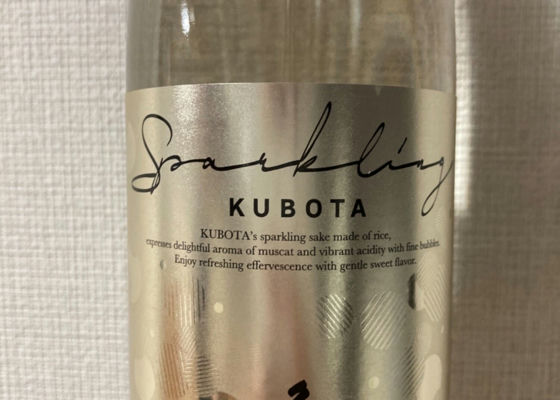 Sparkling
KUBOTA
KUBOTA's sparkling sake made of rice,
expresses delightful aroma of muscat and vibrant acidity with fine bubbles.
Enjoy refreshing effervescence with gentle sweet flavor.